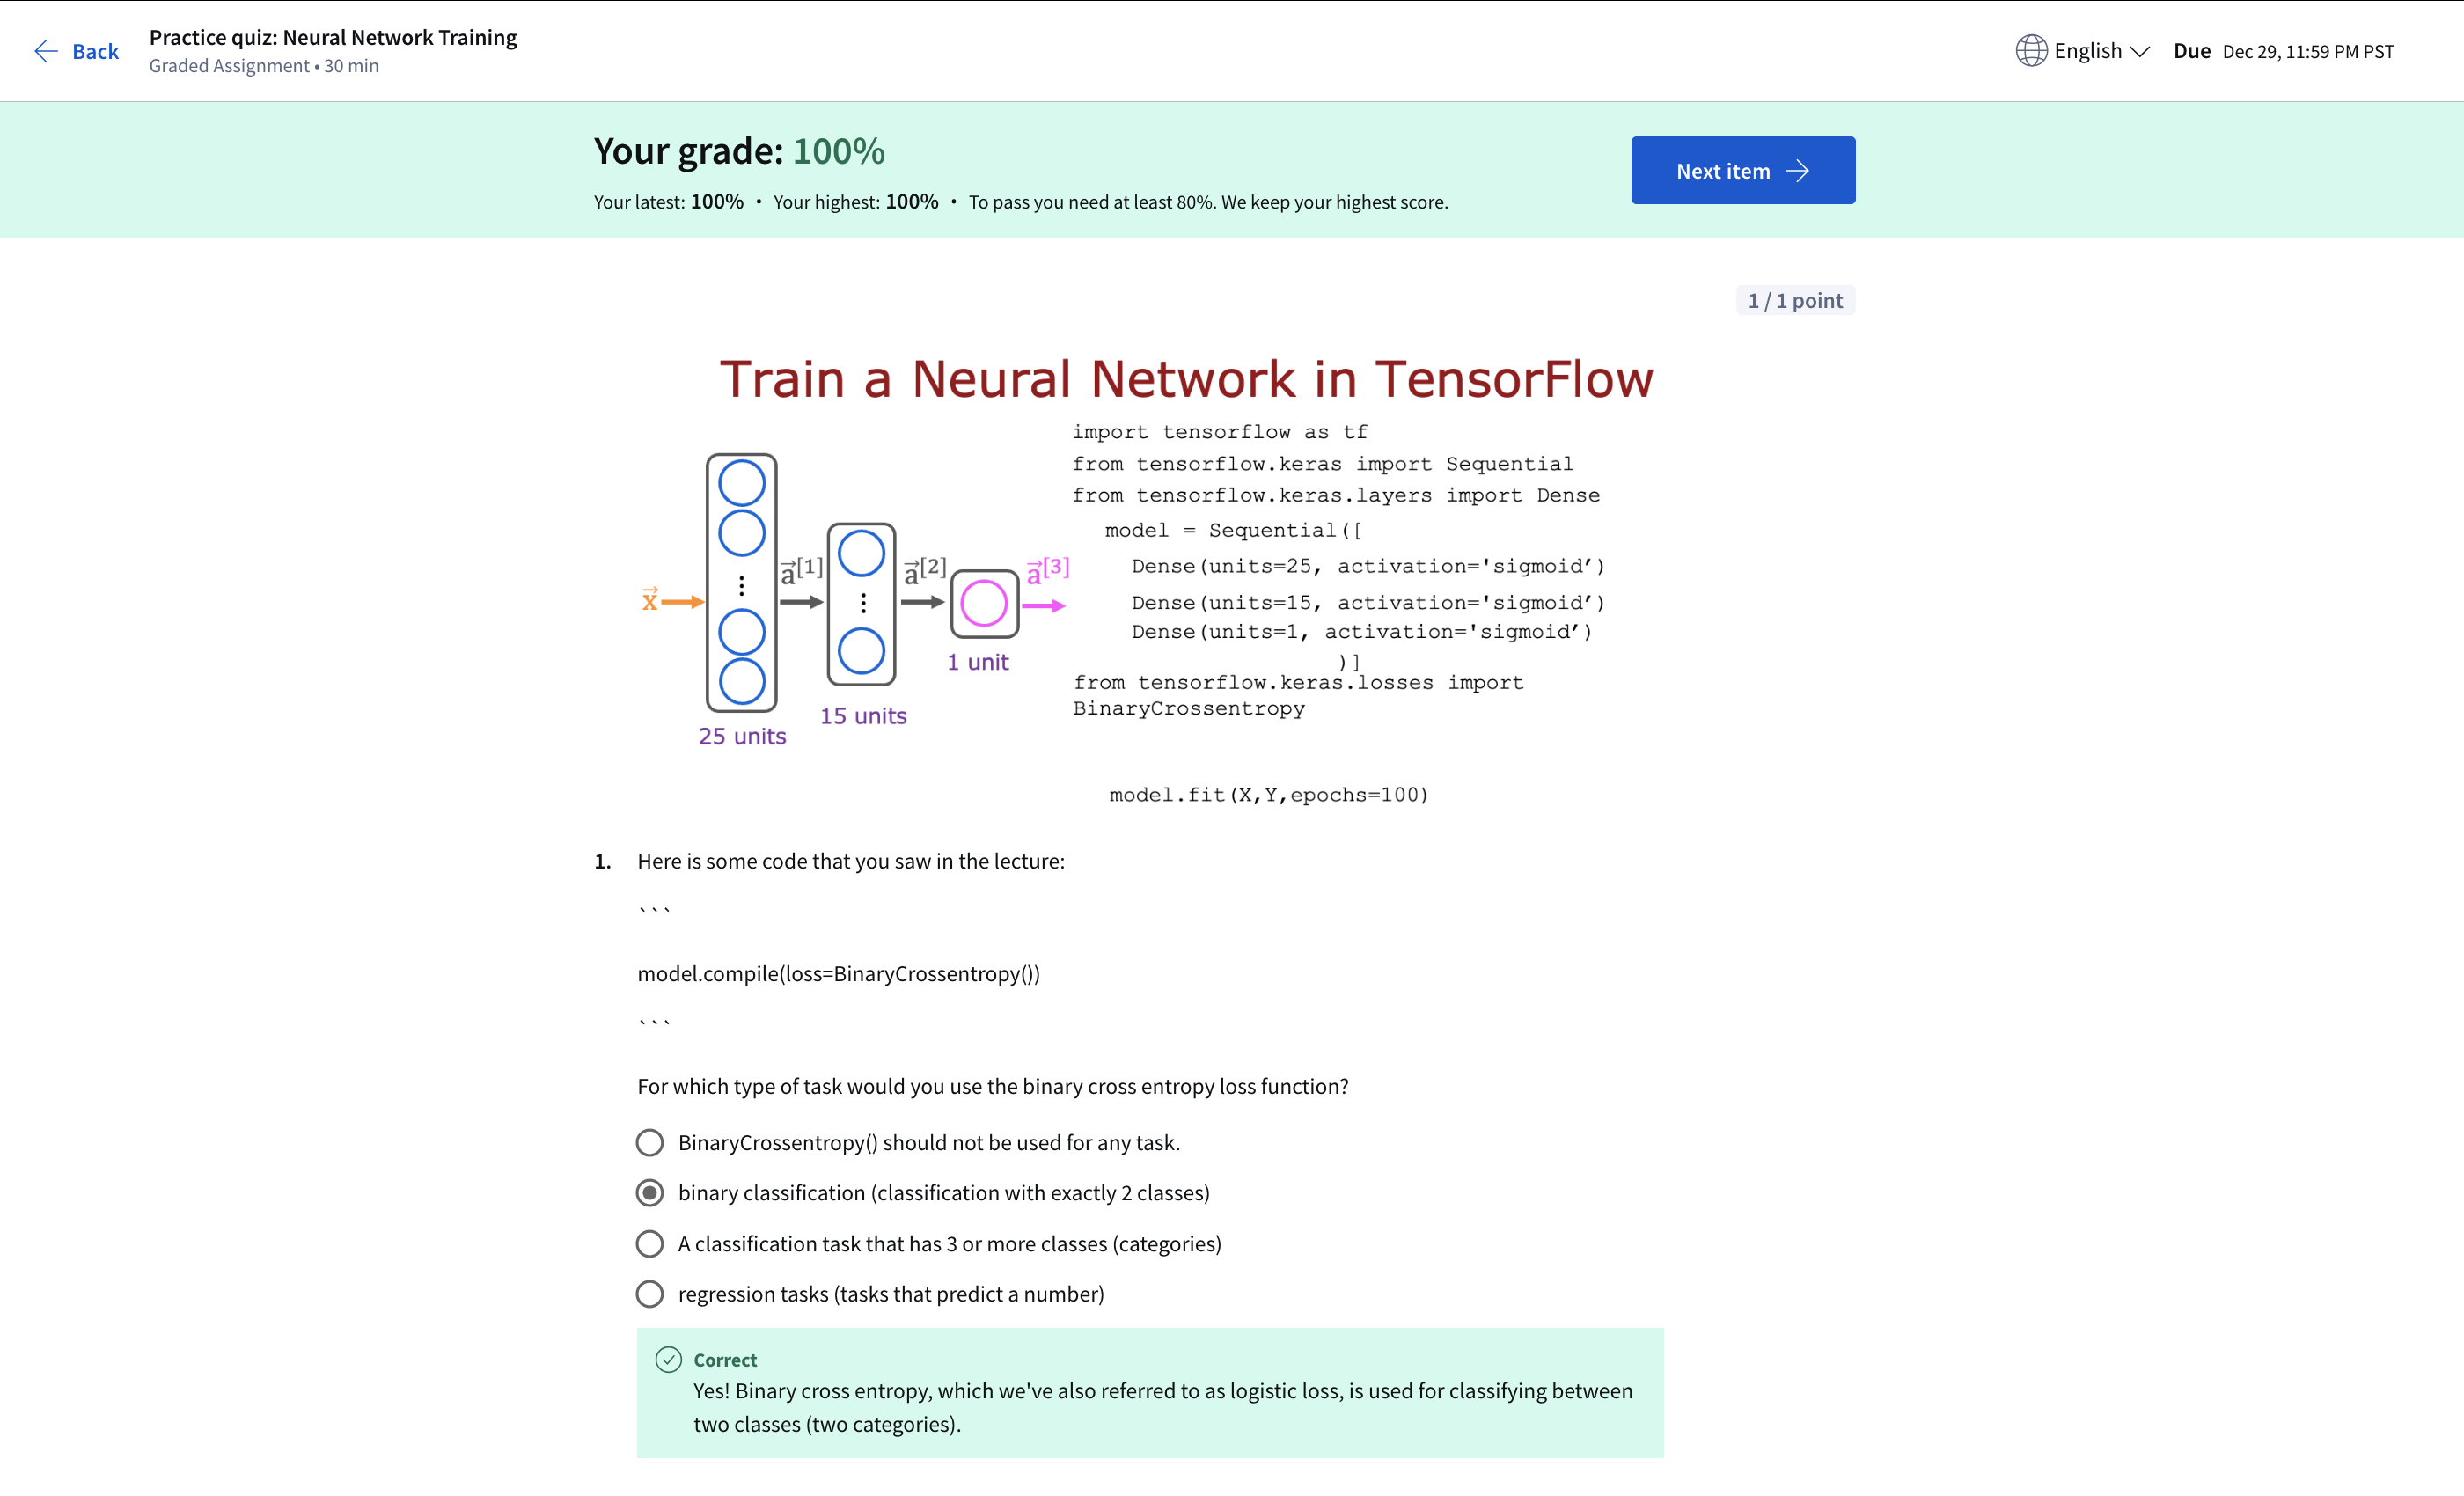 Back
Practice quiz: Neural Network Training
Graded Assignment • 30 min
English
Due Dec 29, 11:59 PM PST
Your grade: 100%
Your latest: 100% • Your highest: 100% • To pass you need at least 80%. We keep your highest score.
Next item
1 / 1 point
Train a Neural Network in TensorFlow
x⃗
a⃗[1]
a⃗[2]
a⃗[3]
25 units
15 units
1 unit
import tensorflow as tf
from tensorflow.keras import Sequential
from tensorflow.keras.layers import Dense
model = Sequential([
Dense(units=25, activation='sigmoid’)
Dense(units=15, activation='sigmoid’)
Dense(units=1, activation='sigmoid’)
)]
from tensorflow.keras.losses import
BinaryCrossentropy
model.fit(X,Y,epochs=100)
1. Here is some code that you saw in the lecture:
```
model.compile(loss=BinaryCrossentropy())
```
For which type of task would you use the binary cross entropy loss function?
BinaryCrossentropy() should not be used for any task.
binary classification (classification with exactly 2 classes)
A classification task that has 3 or more classes (categories)
regression tasks (tasks that predict a number)
Correct
Yes! Binary cross entropy, which we've also referred to as logistic loss, is used for classifying between
two classes (two categories).